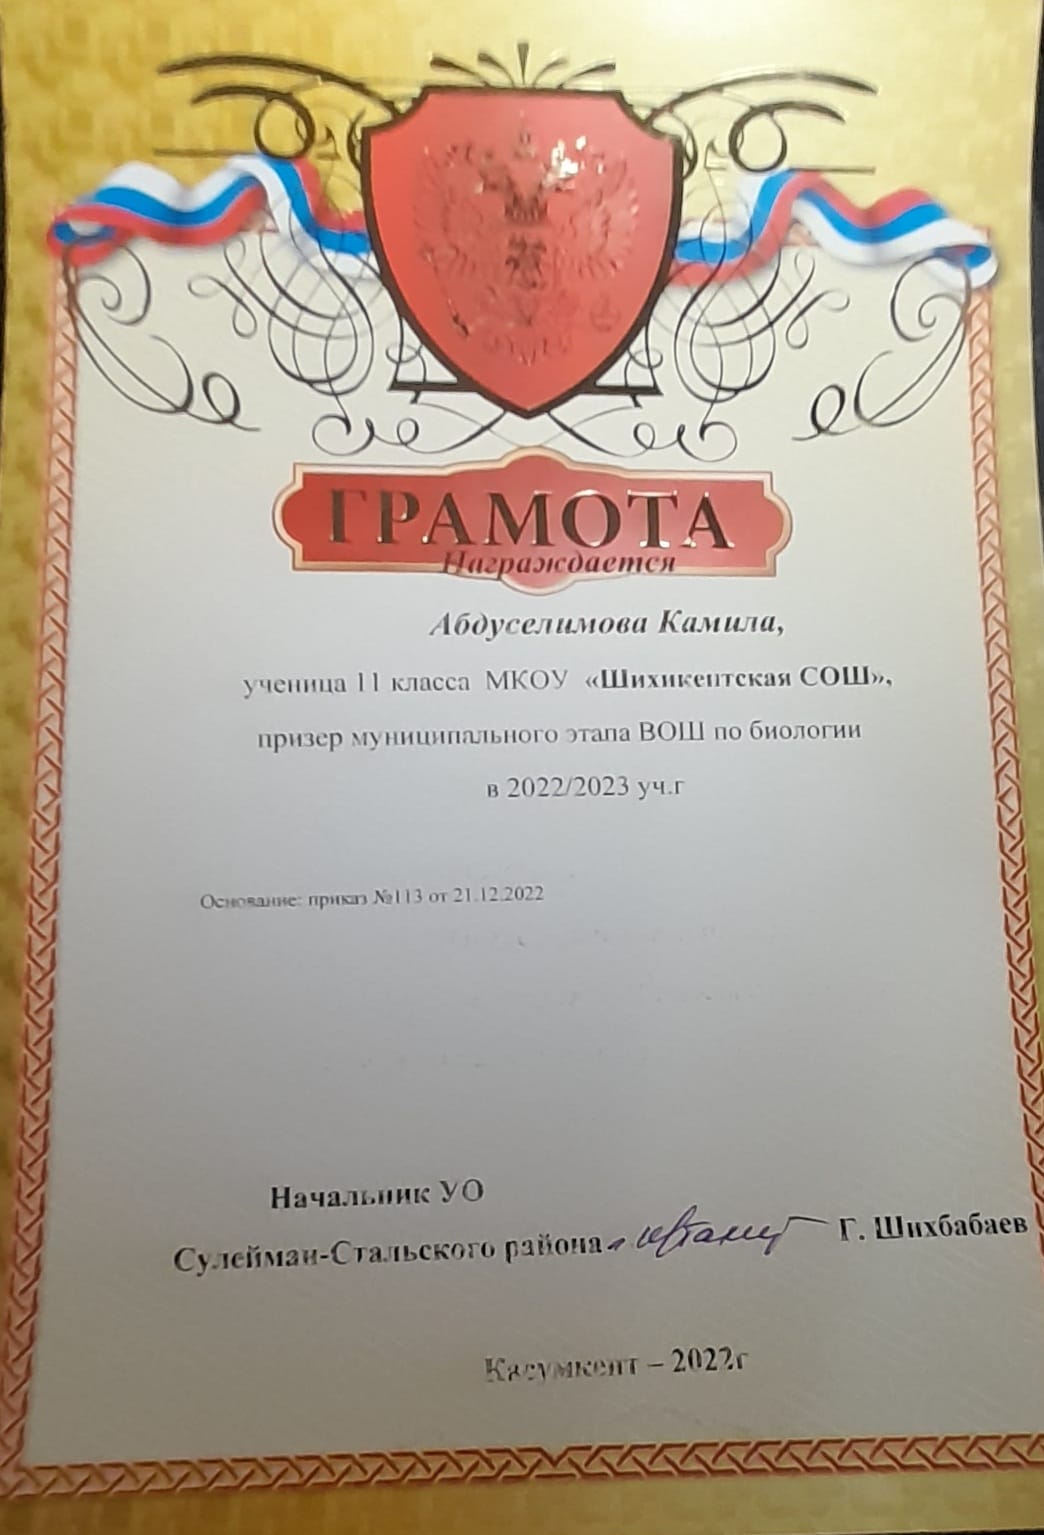 ГРАМОТА
Награждается
Абдуселимова Камила,
ученица 11 класса МКОУ «Шихикентская СОШ»,
призер муниципального этапа ВОШ по биологии
в 2022/2023 уч.г
Основание: приказ №113 от 21.12.2022
Начальник УО
Сулейман-Стальского района Г. Шихбабаев
Касумкент – 2022г